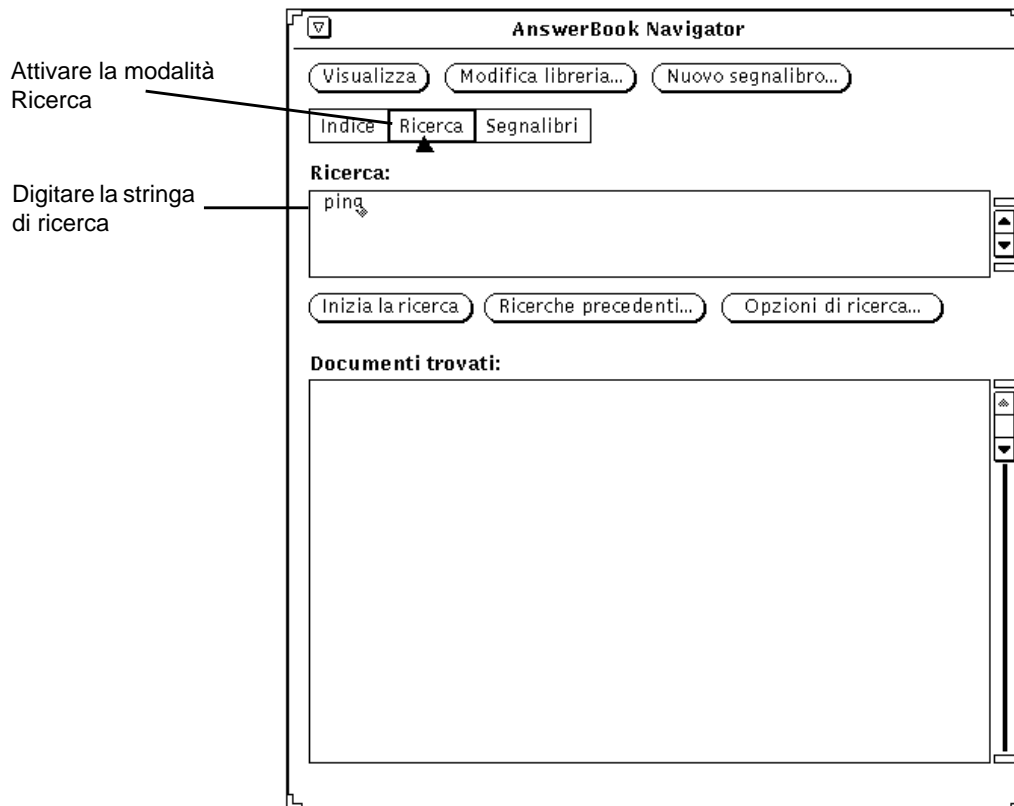 AnswerBook Navigator
Visualizza Modifica libreria... Nuovo segnalibro...
Attivare la modalità
Ricerca
Indice Ricerca Segnalibri
Ricerca:
Digitare la stringa
di ricerca
ping
Inizia la ricerca Ricerche precedenti... Opzioni di ricerca...
Documenti trovati: